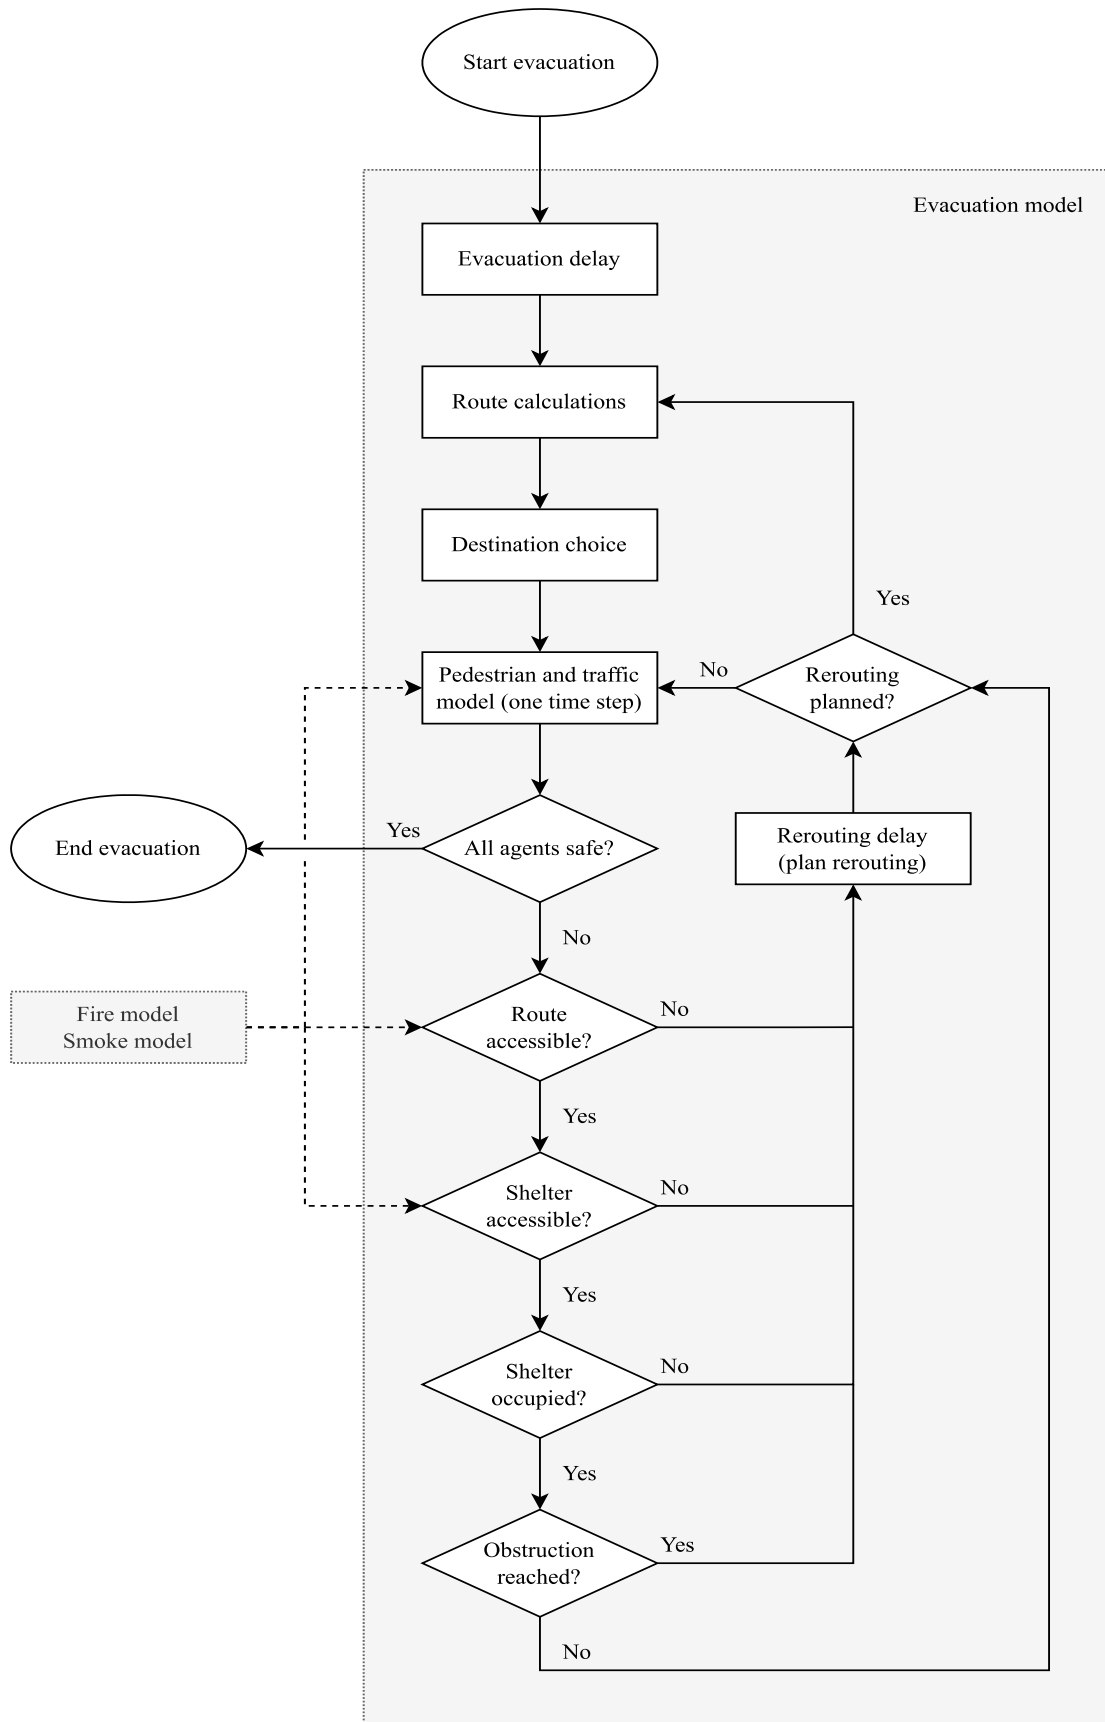 Start evacuation
Evacuation model
Evacuation delay
Route calculations
Destination choice
Yes
Pedestrian and traffic
model (one time step)
No
Rerouting
planned?
End evacuation
Yes
All agents safe?
Rerouting delay
(plan rerouting)
No
Fire model
Smoke model
Route
accessible?
No
Yes
Shelter
accessible?
No
Yes
Shelter
occupied?
No
Yes
Obstruction
reached?
Yes
No